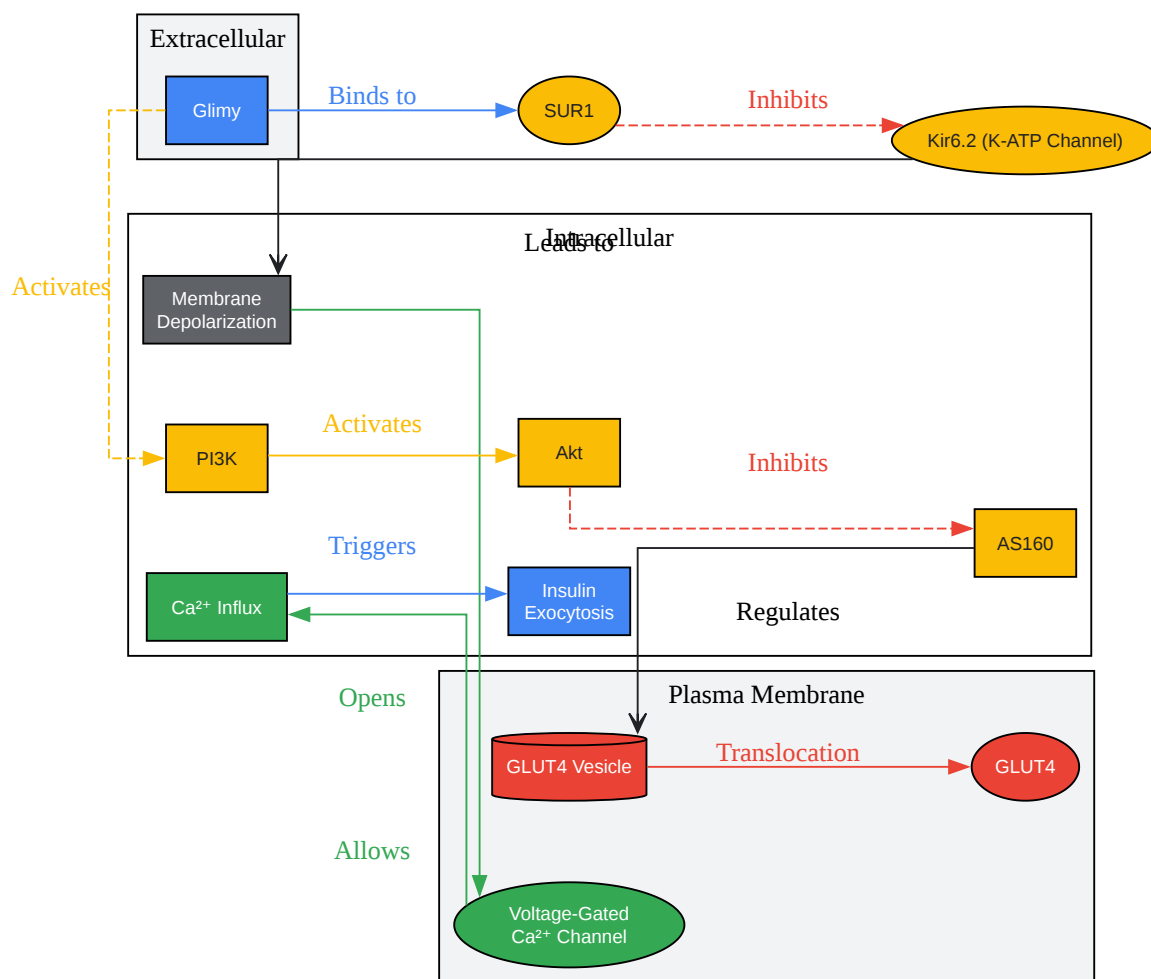 Extracellular
Glimy
Binds to
SUR1
Inhibits
Kir6.2 (K-ATP Channel)
Leads to
Intracellular
Activates
Membrane
Depolarization
PI3K
Activates
Akt
Inhibits
AS160
Triggers
Ca²⁺ Influx
Insulin
Exocytosis
Regulates
Opens
Plasma Membrane
GLUT4 Vesicle
Translocation
GLUT4
Allows
Voltage-Gated
Ca²⁺ Channel